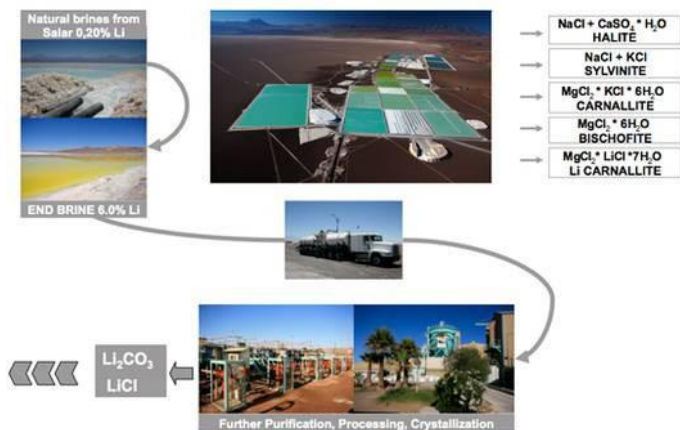 Natural brines from
Salar 0,20% Li
END BRINE 6.0% Li
NaCl + CaSO₄ * H₂O
HALITE
NaCl + KCl
SYLVINITE
MgCl₂ * KCl * 6H₂O
CARNALLITE
MgCl₂ * 6H₂O
BISCHOFITE
MgCl₂* LiCl *7H₂O
Li CARNALLITE
Li₂CO₃
LiCl
Further Purification, Processing, Crystallization